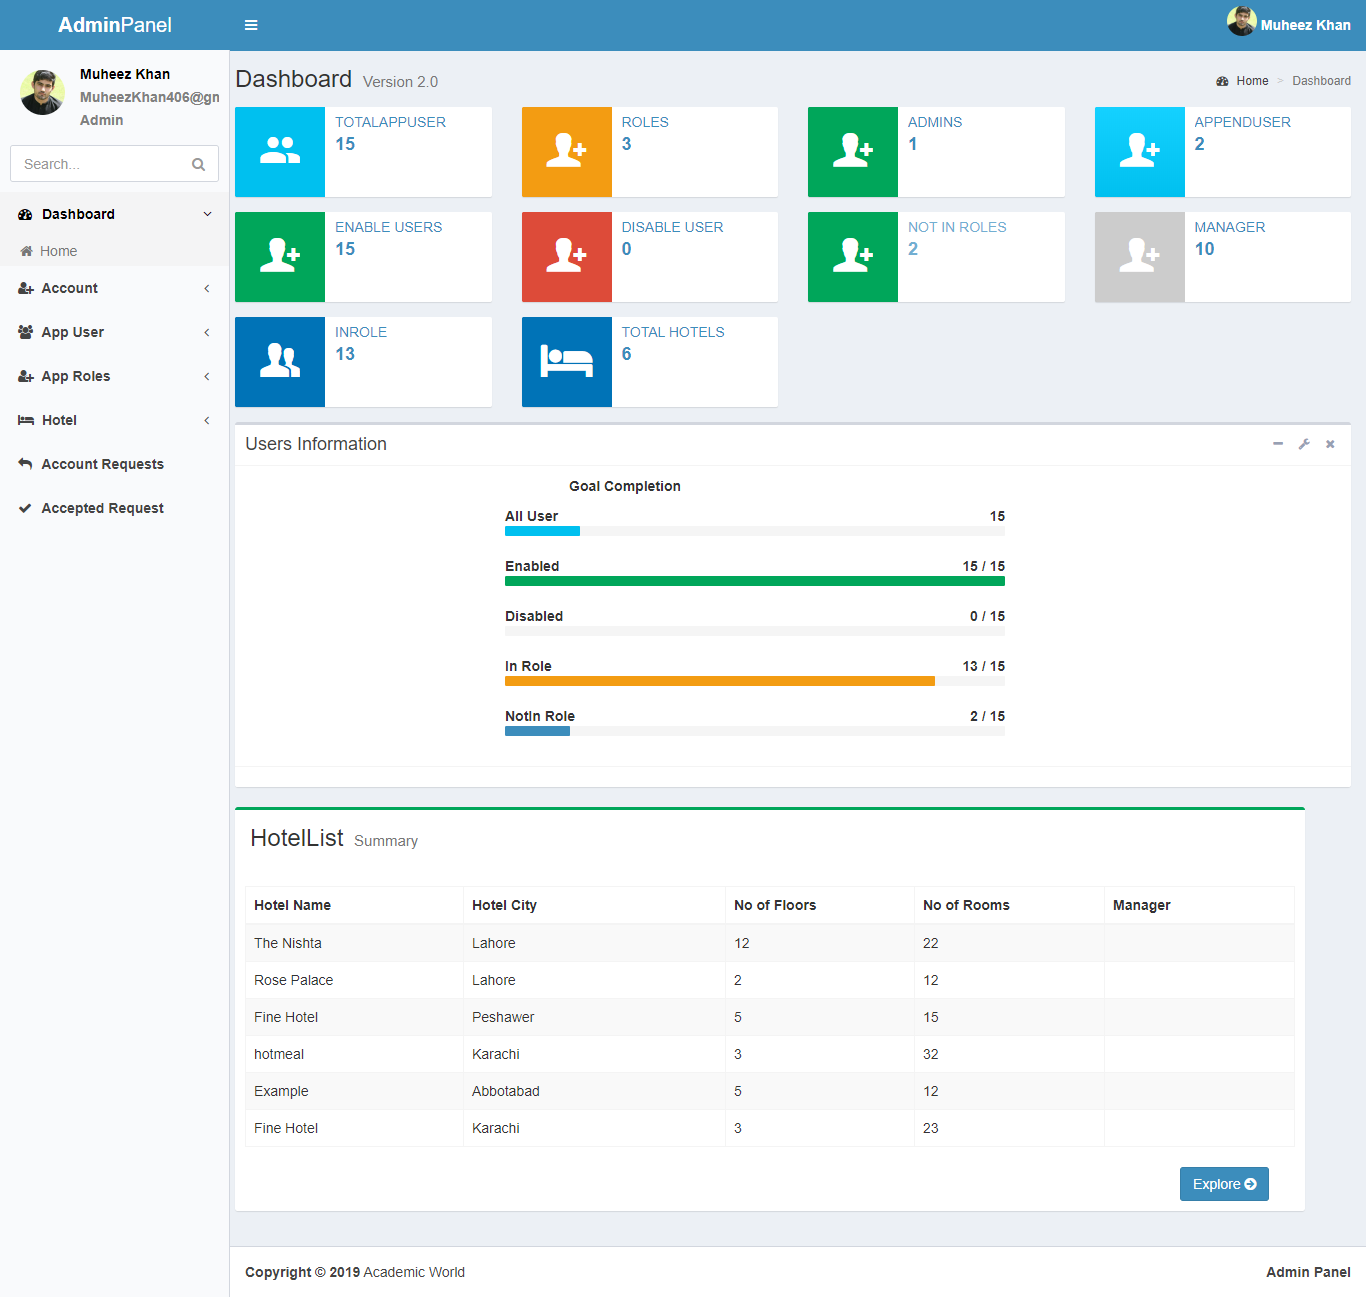 AdminPanel
Muheez Khan
Muheez Khan
MuheezKhan406@gm
Admin
Search...
Dashboard
Home
Account
App User
App Roles
Hotel
Account Requests
Accepted Request
Dashboard Version 2.0
Home > Dashboard
TOTALAPPUSER
15
ROLES
3
ADMINS
1
APPENDUSER
2
ENABLE USERS
15
DISABLE USER
0
NOT IN ROLES
2
MANAGER
10
INROLE
13
TOTAL HOTELS
6
Users Information
Goal Completion
All User 15
Enabled 15 / 15
Disabled 0 / 15
In Role 13 / 15
NotIn Role 2 / 15
HotelList Summary
Hotel Name Hotel City No of Floors No of Rooms Manager
The Nishta Lahore 12 22
Rose Palace Lahore 2 12
Fine Hotel Peshawer 5 15
hotmeal Karachi 3 32
Example Abbotabad 5 12
Fine Hotel Karachi 3 23
Explore
Copyright © 2019 Academic World
Admin Panel